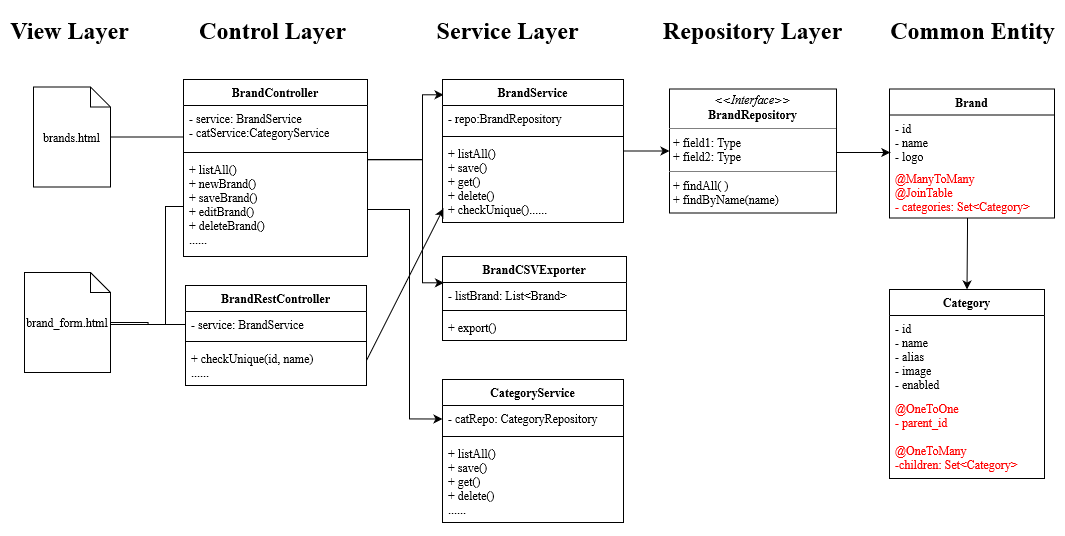 View Layer
Control Layer
Service Layer
Repository Layer
Common Entity
brands.html
brand_form.html
BrandController
- service: BrandService
- catService:CategoryService
+ listAll()
+ newBrand()
+ saveBrand()
+ editBrand()
+ deleteBrand()
......
BrandRestController
- service: BrandService
+ checkUnique(id, name)
......
BrandService
- repo:BrandRepository
+ listAll()
+ save()
+ get()
+ delete()
+ checkUnique()......
BrandCSVExporter
- listBrand: List<Brand>
+ export()
CategoryService
- catRepo: CategoryRepository
+ listAll()
+ save()
+ get()
+ delete()
......
<<Interface>>
BrandRepository
+ field1: Type
+ field2: Type
+ findAll( )
+ findByName(name)
Brand
- id
- name
- logo
@ManyToMany
@JoinTable
- categories: Set<Category>
Category
- id
- name
- alias
- image
- enabled
@OneToOne
- parent_id
@OneToMany
-children: Set<Category>